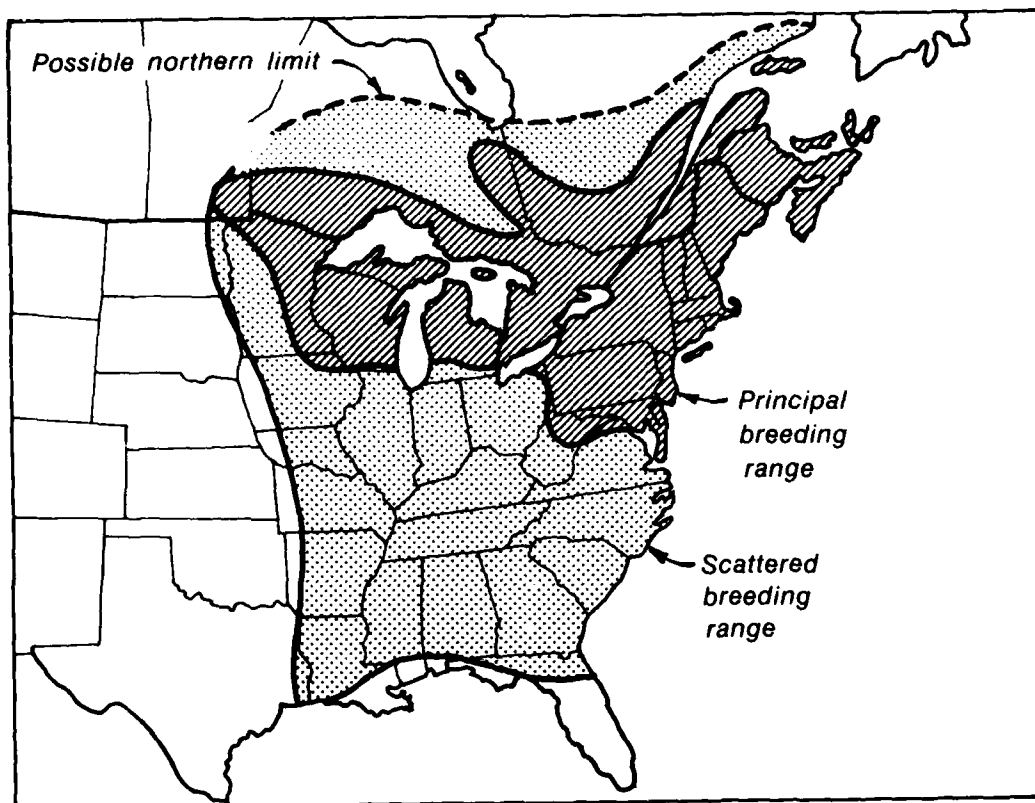 Possible northern limit
Principal
breeding
range
Scattered
breeding
range